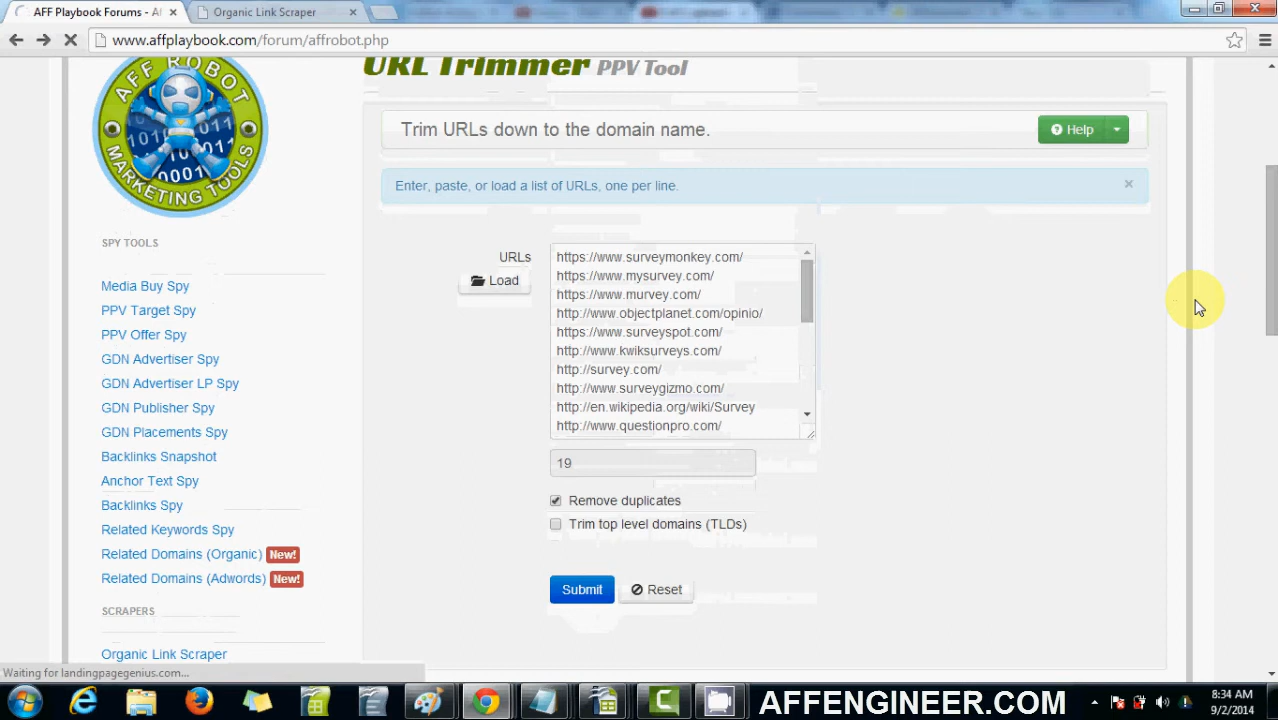 AFF Playbook Forums - Al
Organic Link Scraper
www.affplaybook.com/forum/affrobot.php
AFF ROBOT
MARKETING TOOLS
URL Trimmer PPV Tool
Trim URLs down to the domain name.
Help
Enter, paste, or load a list of URLs, one per line.
URLs
Load
https://www.surveymonkey.com/
https://www.mysurvey.com/
https://www.murvey.com/
http://www.objectplanet.com/opinio/
https://www.surveyspot.com/
http://www.kwiksurveys.com/
http://survey.com/
http://www.surveygizmo.com/
http://en.wikipedia.org/wiki/Survey
http://www.questionpro.com/
19
Remove duplicates
Trim top level domains (TLDs)
Submit
Reset
SPY TOOLS
Media Buy Spy
PPV Target Spy
PPV Offer Spy
GDN Advertiser Spy
GDN Advertiser LP Spy
GDN Publisher Spy
GDN Placements Spy
Backlinks Snapshot
Anchor Text Spy
Backlinks Spy
Related Keywords Spy
Related Domains (Organic) New!
Related Domains (Adwords) New!
SCRAPERS
Organic Link Scraper
Waiting for landingpagegenius.com...
AFFENGINEER.COM
8:34 AM
9/2/2014